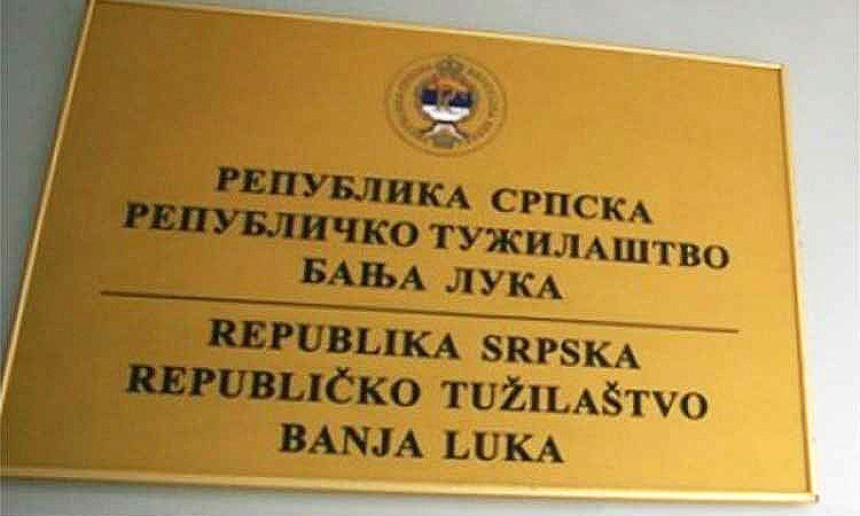 РЕПУБЛИКА СРПСКА
РЕПУБЛИЧКО ТУЖИЛАШТВО
БАЊА ЛУКА
REPUBLIKA SRPSKA
REPUBLIČKO TUŽILAŠTVO
BANJA LUKA